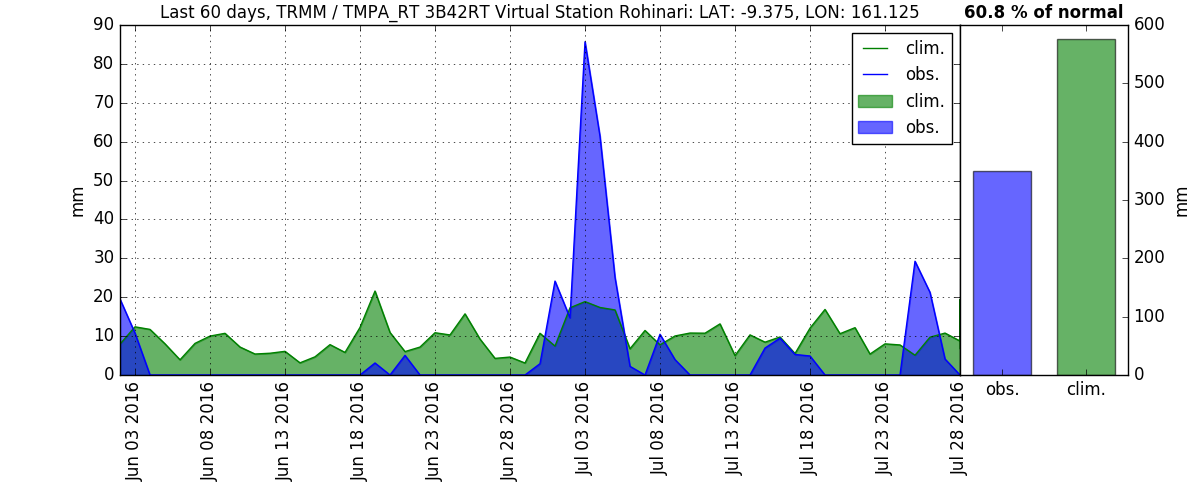 Last 60 days, TRMM / TMPA_RT 3B42RT Virtual Station Rohinari: LAT: -9.375, LON: 161.125
60.8 % of normal
90
80
70
60
50
40
30
20
10
0
mm
clim.
obs.
clim.
obs.
600
500
400
300
200
100
0
mm
obs.
clim.
Jun 03 2016
Jun 08 2016
Jun 13 2016
Jun 18 2016
Jun 23 2016
Jun 28 2016
Jul 03 2016
Jul 08 2016
Jul 13 2016
Jul 18 2016
Jul 23 2016
Jul 28 2016